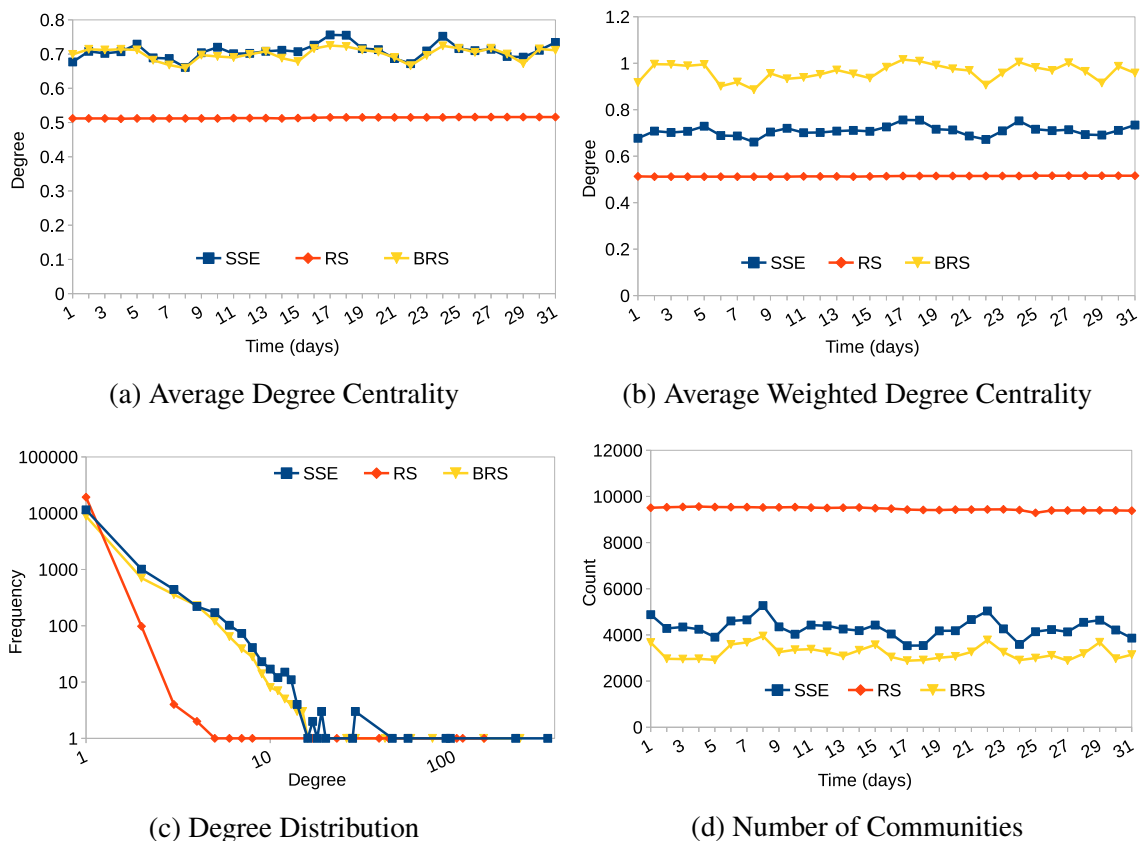 0.8
0.7
0.6
0.5
0.4
0.3
0.2
0.1
0
Degree
SSE RS BRS
1 3 5 7 9 11 13 15 17 19 21 23 25 27 29 31
Time (days)
(a) Average Degree Centrality
1.2
1
0.8
0.6
0.4
0.2
0
Degree
SSE RS BRS
1 3 5 7 9 11 13 15 17 19 21 23 25 27 29 31
Time (days)
(b) Average Weighted Degree Centrality
100000
10000
1000
100
10
1
Frequency
SSE RS BRS
1 10 100
Degree
(c) Degree Distribution
12000
10000
8000
6000
4000
2000
0
Count
SSE RS BRS
1 3 5 7 9 11 13 15 17 19 21 23 25 27 29 31
Time (days)
(d) Number of Communities